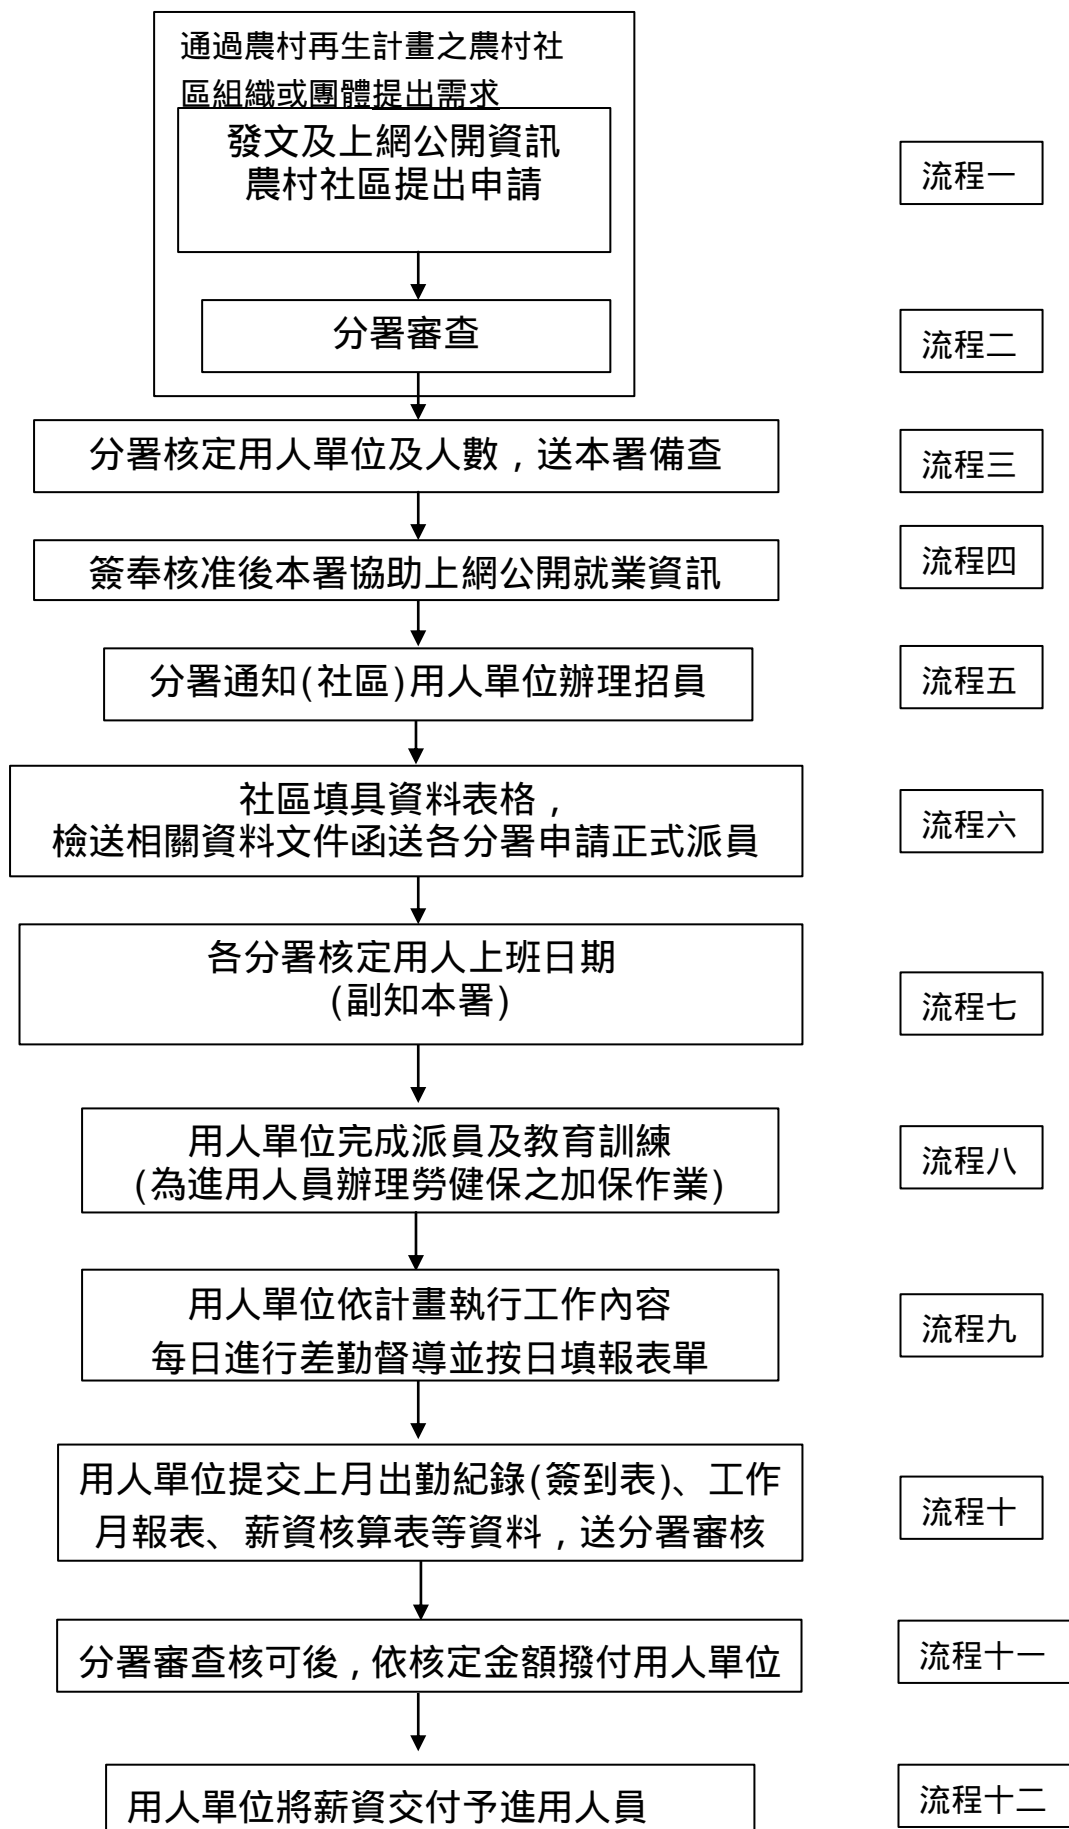 通過農村再生計畫之農村社
區組織或團體提出需求
發文及上網公開資訊
農村社區提出申請
流程一
分署審查
流程二
分署核定用人單位及人數，送本署備查
流程三
簽奉核准後本署協助上網公開就業資訊
流程四
分署通知(社區)用人單位辦理招員
流程五
社區填具資料表格，
檢送相關資料文件函送各分署申請正式派員
流程六
各分署核定用人上班日期
(副知本署)
流程七
用人單位完成派員及教育訓練
(為進用人員辦理勞健保之加保作業)
流程八
用人單位依計畫執行工作內容
每日進行差勤督導並按日填報表單
流程九
用人單位提交上月出勤紀錄(簽到表)、工作
月報表、薪資核算表等資料，送分署審核
流程十
分署審查核可後，依核定金額撥付用人單位
流程十一
用人單位將薪資交付予進用人員
流程十二